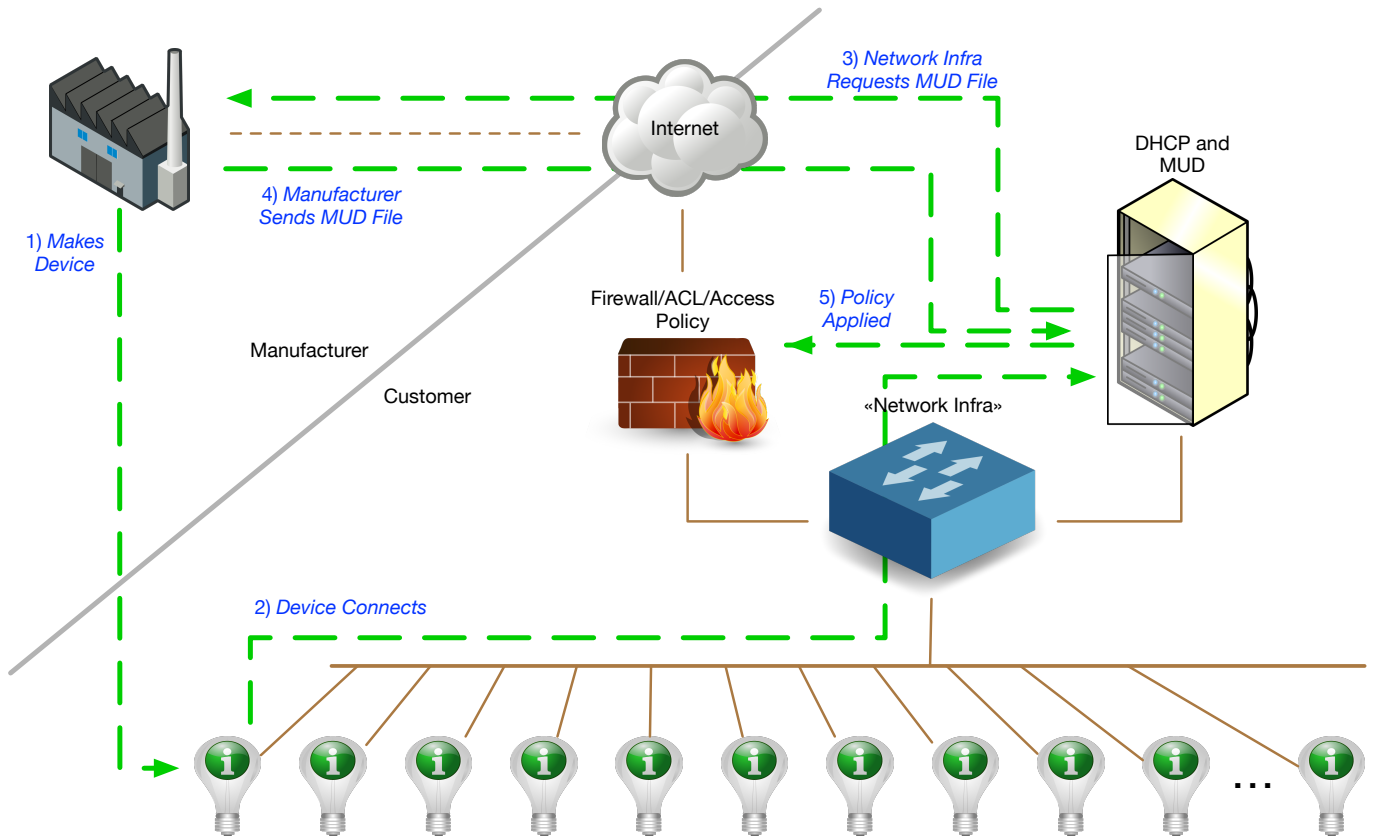 3) Network Infra
Requests MUD File
Internet
DHCP and
MUD
4) Manufacturer
Sends MUD File
1) Makes
Device
Firewall/ACL/Access
Policy
5) Policy
Applied
Manufacturer
Customer
«Network Infra»
2) Device Connects
i i i i i i i i i i ... i